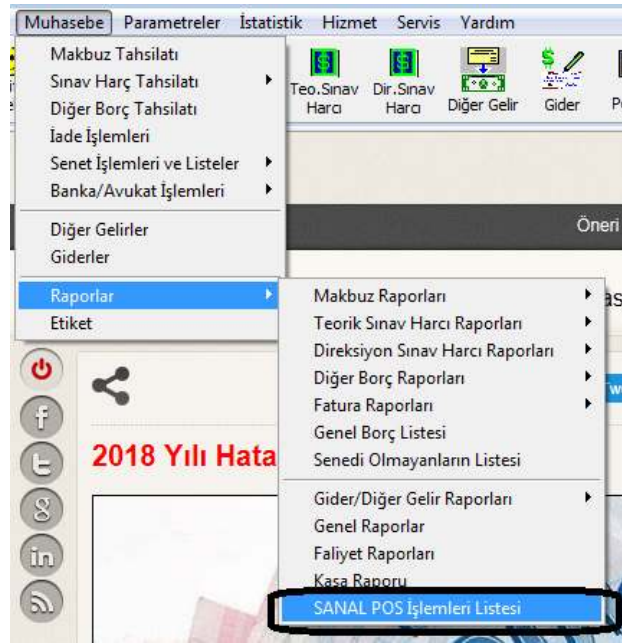 Muhasebe Parametreler İstatistik Hizmet Servis Yardım
Makbuz Tahsilatı
Sınav Harç Tahsilatı
Diğer Borç Tahsilatı
İade İşlemleri
Senet İşlemleri ve Listeler
Banka/Avukat İşlemleri
Diğer Gelirler
Giderler
Raporlar
Etiket
Teo.Sınav Harcı
Dir.Sınav Harcı
Diğer Gelir
Gider
Öneri
Makbuz Raporları
Teorik Sınav Harcı Raporları
Direksiyon Sınav Harcı Raporları
Diğer Borç Raporları
Fatura Raporları
Genel Borç Listesi
Senedi Olmayanların Listesi
Gider/Diğer Gelir Raporları
Genel Raporlar
Faliyet Raporları
Kasa Raporu
SANAL POS İşlemleri Listesi
2018 Yılı Hata